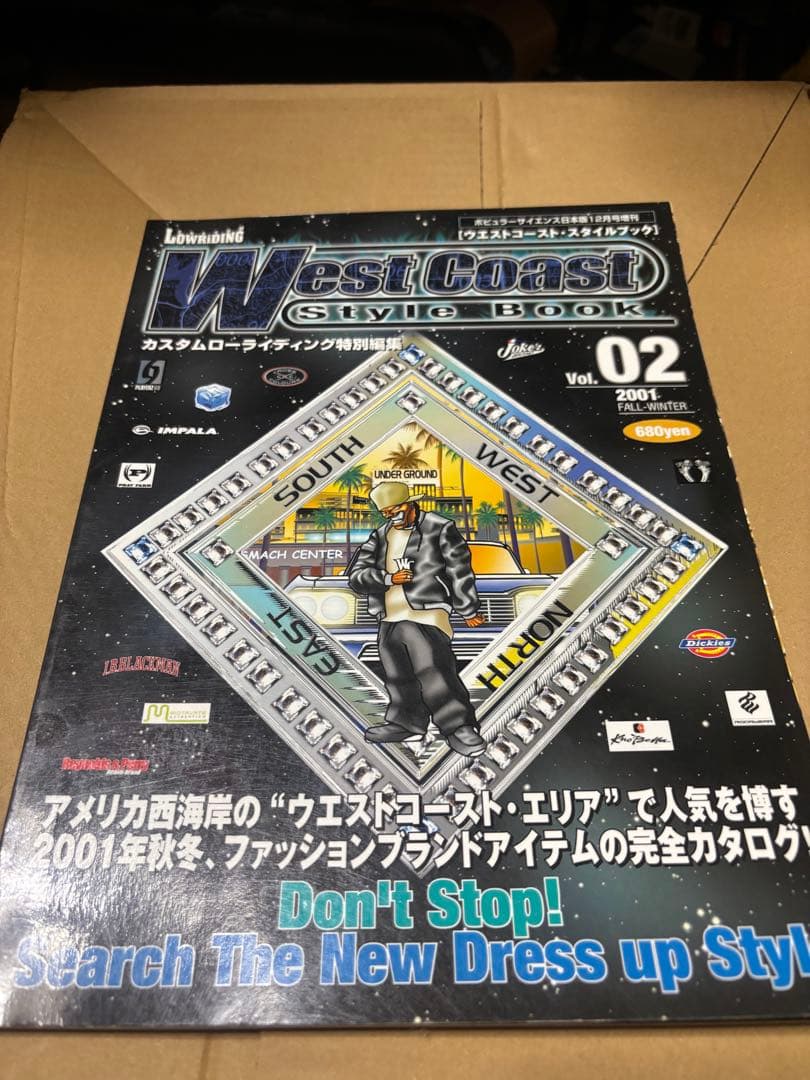 ポピュラーサイエンス日本版12月号増刊
LOWRIDING
[ウエストコースト・スタイルブック]
West Coast
Style Book
カスタムローライディング特別編集
Jokez
Vol. 02
2001
FALL-WINTER
680yen
IMPALA
P
PHAT FARM
SOUTH
WEST
UNDER GROUND
SMACH CENTER
W
EAST
NORTH
Dickies
J.B.BLACKMAN
アメリカ西海岸の“ウエストコースト・エリア”で人気を博す
2001年秋冬、ファッションブランドアイテムの完全カタログ!
Don't Stop!
Search The New Dress up Styl